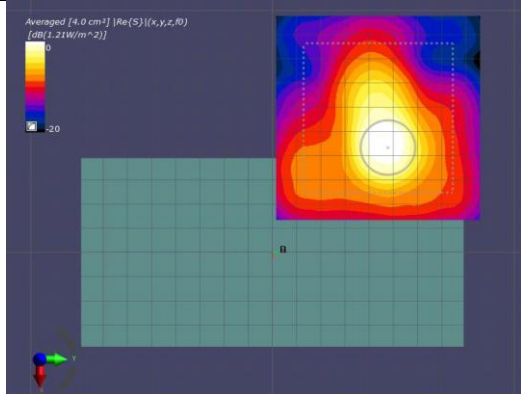 Averaged [4.0 cm²] |Re{S}|(x,y,z,f0)
[dB(1.21W/m^2)]
0
-20
Y